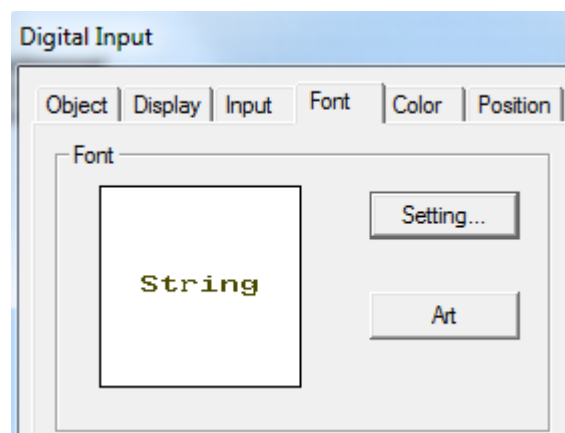 Digital Input
Object Display Input Font Color Position
Font
Setting...
String
Art